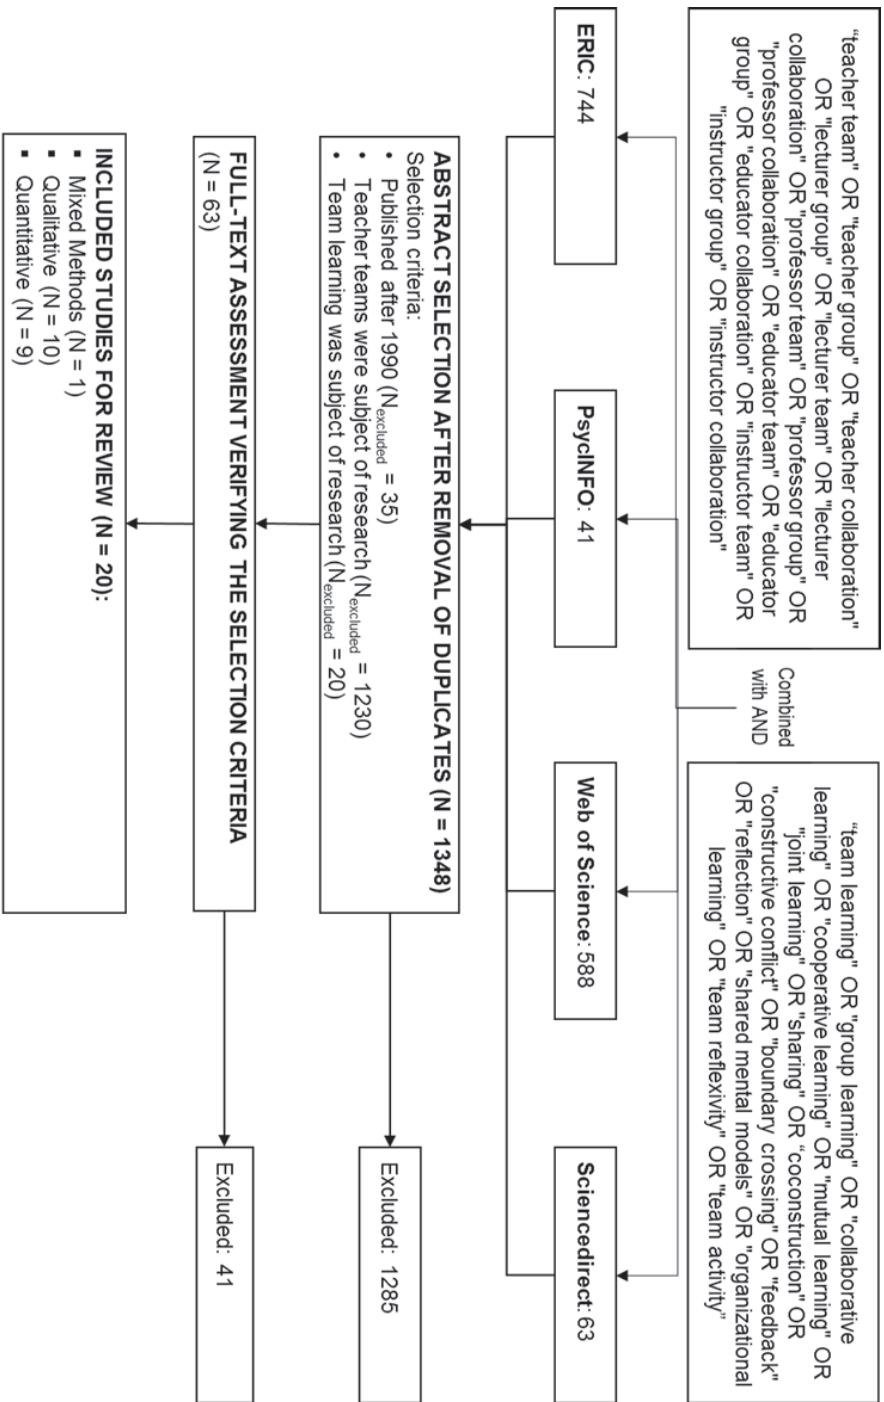 “teacher team" OR "teacher group" OR "teacher collaboration"
OR "lecturer group" OR "lecturer team" OR "lecturer
collaboration" OR "professor team" OR "professor group" OR
"professor collaboration" OR "educator team" OR "educator
group" OR "educator collaboration" OR "instructor team" OR
"instructor group" OR "instructor collaboration"
Combined
with AND
“team learning" OR "group learning" OR "collaborative
learning" OR "cooperative learning" OR "mutual learning" OR
"joint learning" OR "sharing" OR “coconstruction" OR
"constructive conflict" OR "boundary crossing" OR "feedback"
OR "reflection" OR "shared mental models" OR "organizational
learning" OR "team reflexivity" OR "team activity”
ERIC: 744
PsycINFO: 41
Web of Science: 588
Sciencedirect: 63
ABSTRACT SELECTION AFTER REMOVAL OF DUPLICATES (N = 1348)
Selection criteria:
• Published after 1990 (Nexcluded = 35)
• Teacher teams were subject of research (Nexcluded = 1230)
• Team learning was subject of research (Nexcluded = 20)
Excluded: 1285
FULL-TEXT ASSESSMENT VERIFYING THE SELECTION CRITERIA
(N = 63)
Excluded: 41
INCLUDED STUDIES FOR REVIEW (N = 20):
▪ Mixed Methods (N = 1)
▪ Qualitative (N = 10)
▪ Quantitative (N = 9)